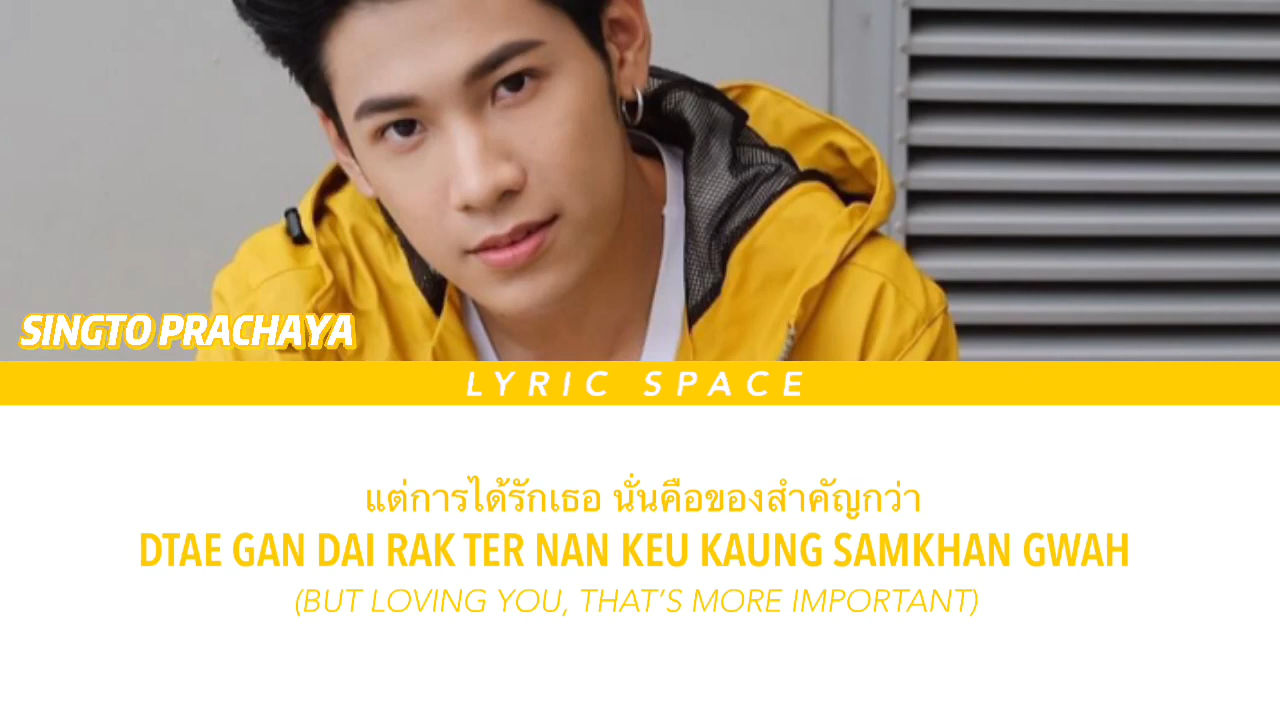 SINGTO PRACHAYA
LYRIC SPACE
แต่การได้รักเธอ นั่นคือของสำคัญกว่า
DTAE GAN DAI RAK TER NAN KEU KAUNG SAMKHAN GWAH
(BUT LOVING YOU, THAT'S MORE IMPORTANT)